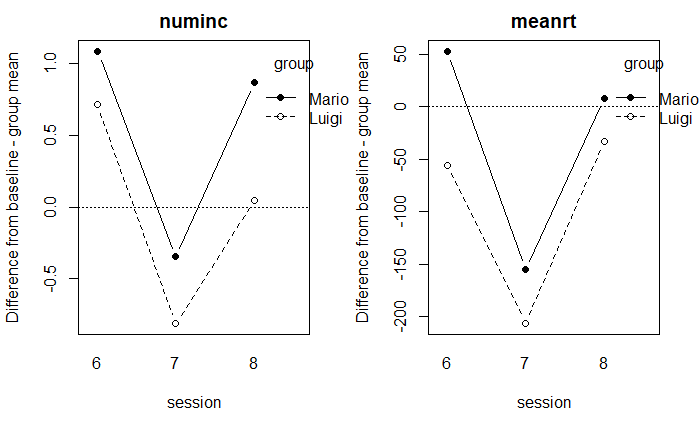 numinc
Difference from baseline - group mean
1.0
0.5
0.0
-0.5
6
7
8
session
group
Mario
Luigi
meanrt
Difference from baseline - group mean
50
0
-50
-100
-150
-200
6
7
8
session
group
Mario
Luigi